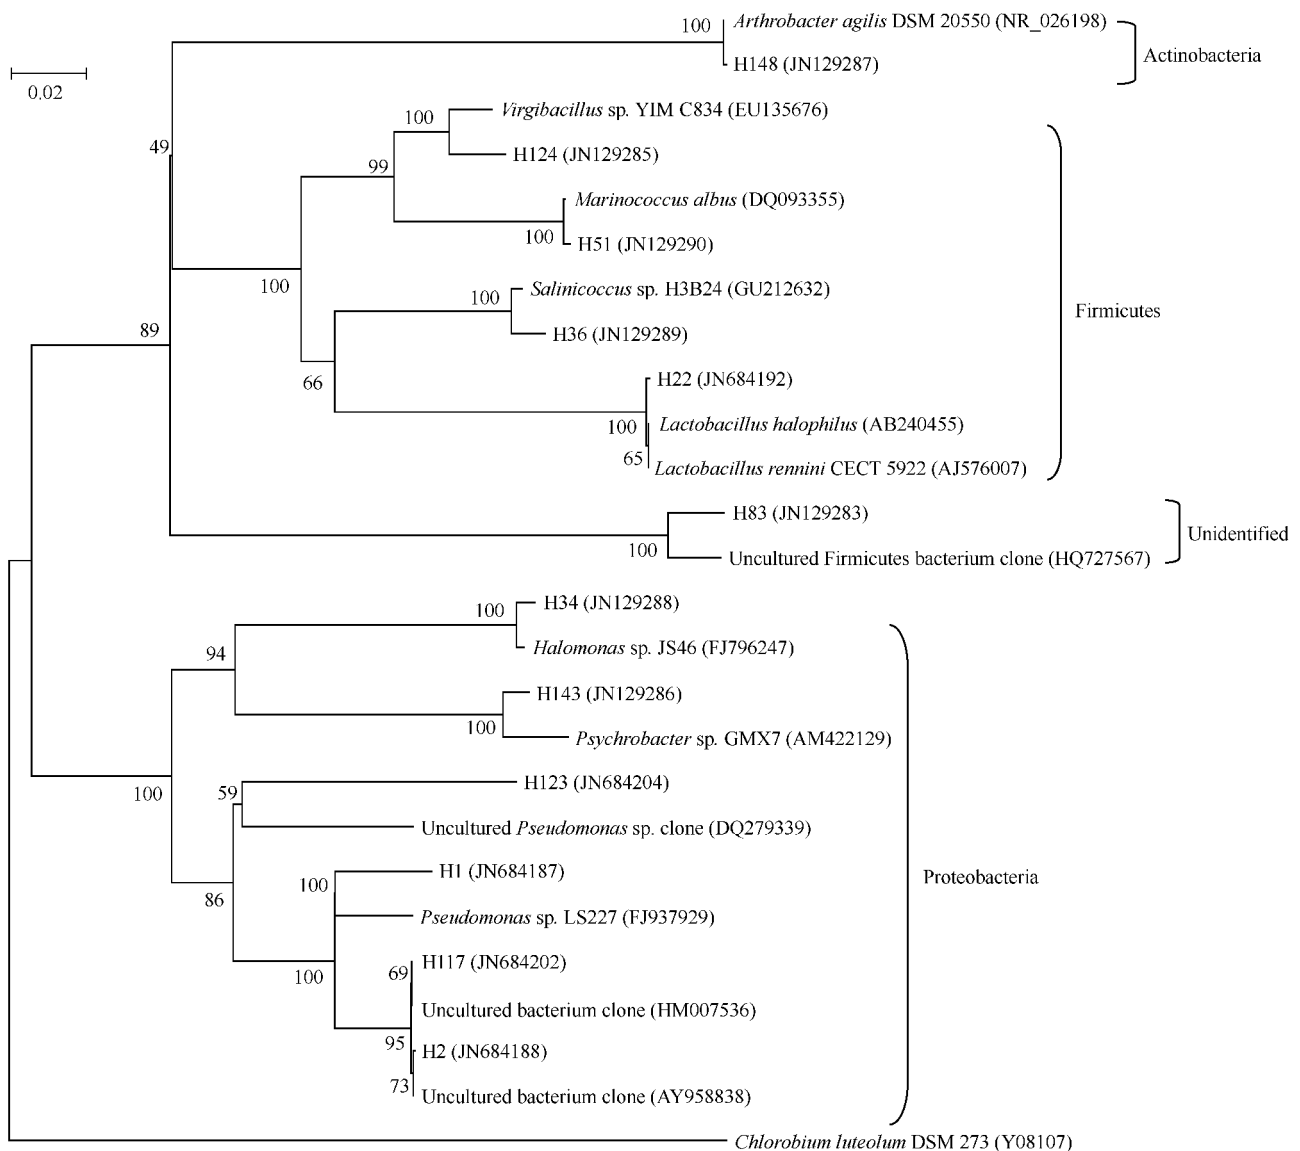 100
Arthrobacter agilis DSM 20550 (NR_026198)
H148 (JN129287)
Actinobacteria
0.02
Virgibacillus sp. YIM C834 (EU135676)
100
H124 (JN129285)
49
99
Marinococcus albus (DQ093355)
100
H51 (JN129290)
100
Salinicoccus sp. H3B24 (GU212632)
100
H36 (JN129289)
Firmicutes
89
66
H22 (JN684192)
100
Lactobacillus halophilus (AB240455)
65
Lactobacillus rennini CECT 5922 (AJ576007)
H83 (JN129283)
Unidentified
100
Uncultured Firmicutes bacterium clone (HQ727567)
100
H34 (JN129288)
Halomonas sp. JS46 (FJ796247)
94
H143 (JN129286)
100
Psychrobacter sp. GMX7 (AM422129)
100
59
H123 (JN684204)
Uncultured Pseudomonas sp. clone (DQ279339)
86
100
H1 (JN684187)
Proteobacteria
Pseudomonas sp. LS227 (FJ937929)
100
69
H117 (JN684202)
Uncultured bacterium clone (HM007536)
95
H2 (JN684188)
73
Uncultured bacterium clone (AY958838)
Chlorobium luteolum DSM 273 (Y08107)